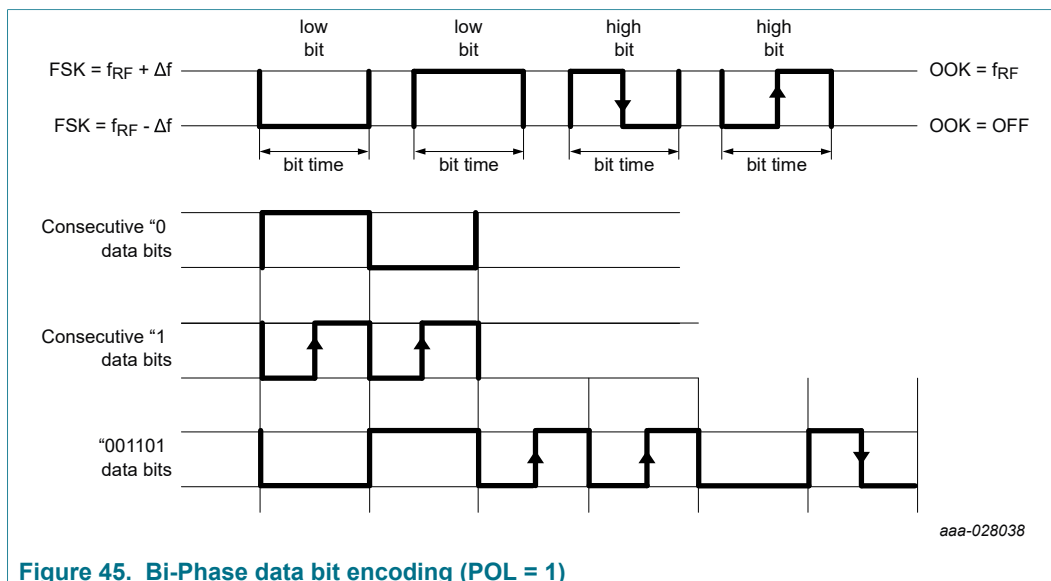 low bit
low bit
high bit
high bit
FSK = fRF + Δf
OOK = fRF
FSK = fRF - Δf
OOK = OFF
bit time
bit time
bit time
bit time
Consecutive “0
data bits
Consecutive “1
data bits
“001101
data bits
aaa-028038
Figure 45. Bi-Phase data bit encoding (POL = 1)